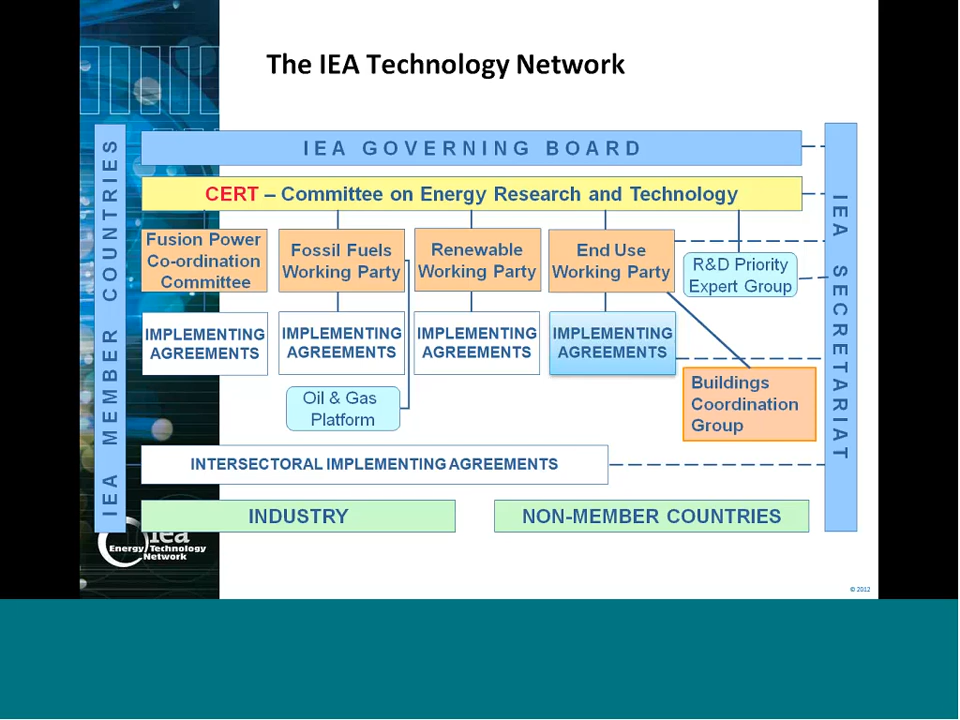 The IEA Technology Network
IEA MEMBER COUNTRIES
IEA GOVERNING BOARD
CERT – Committee on Energy Research and Technology
Fusion Power
Co-ordination
Committee
Fossil Fuels
Working Party
Renewable
Working Party
End Use
Working Party
R&D Priority
Expert Group
IMPLEMENTING
AGREEMENTS
IMPLEMENTING
AGREEMENTS
IMPLEMENTING
AGREEMENTS
IMPLEMENTING
AGREEMENTS
Oil & Gas
Platform
Buildings
Coordination
Group
INTERSECTORAL IMPLEMENTING AGREEMENTS
INDUSTRY
NON-MEMBER COUNTRIES
IEA SECRETARIAT
iea
Energy Technology
Network
© 2012